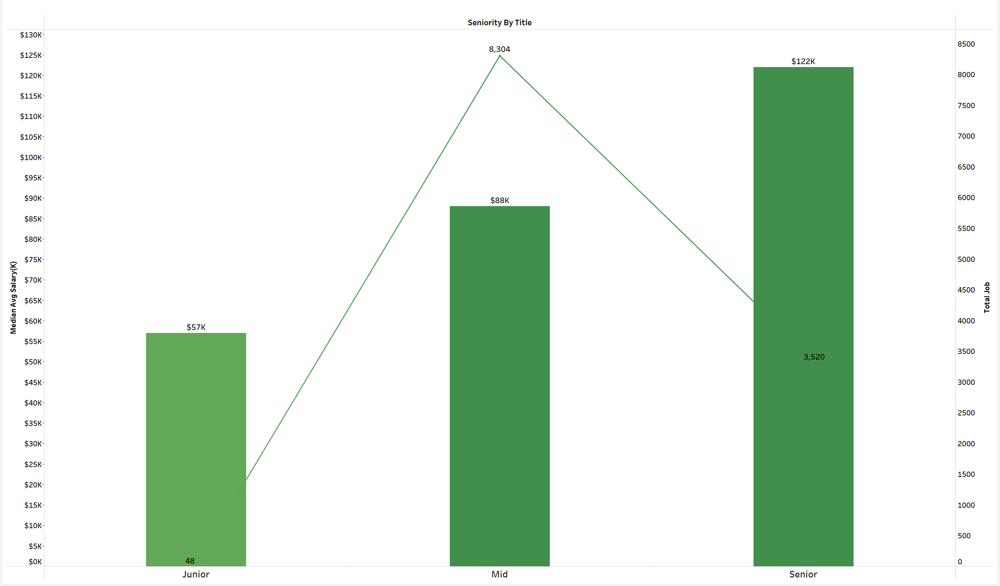 Seniority By Title
$130K
$125K
$120K
$115K
$110K
$105K
$100K
$95K
$90K
$85K
$80K
$75K
$70K
$65K
$60K
$55K
$50K
$45K
$40K
$35K
$30K
$25K
$20K
$15K
$10K
$5K
$0K
Median Avg Salary(K)
8,304
$122K
$88K
$57K
3,520
48
8500
8000
7500
7000
6500
6000
5500
5000
4500
4000
3500
3000
2500
2000
1500
1000
500
0
Total Job
Junior
Mid
Senior